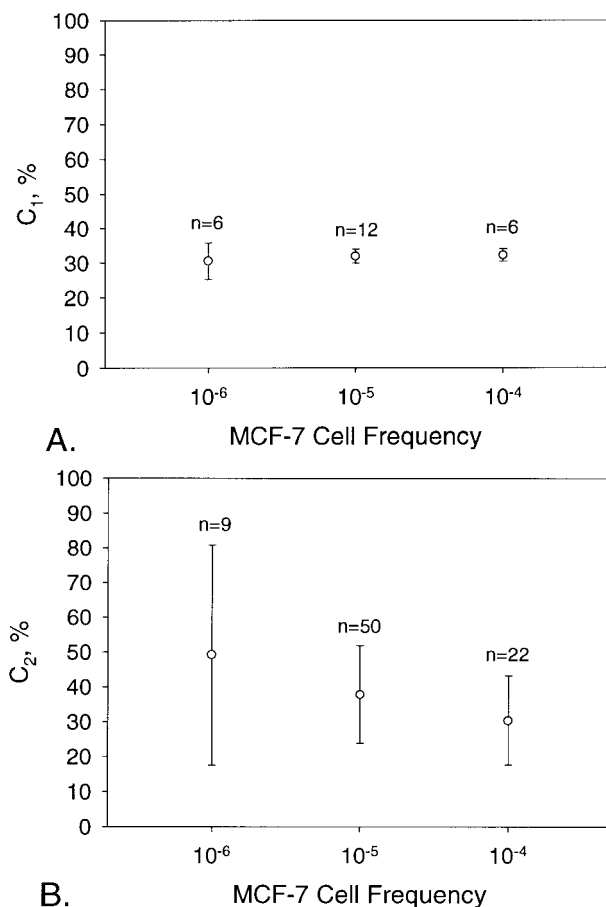 100
90
80
70
60
50
40
30
20
10
0
C₁, %
n=6
n=12
n=6
10⁻⁶ 10⁻⁵ 10⁻⁴
MCF-7 Cell Frequency
A.
100
90
80
70
60
50
40
30
20
10
0
C₂, %
n=9
n=50
n=22
10⁻⁶ 10⁻⁵ 10⁻⁴
MCF-7 Cell Frequency
B.